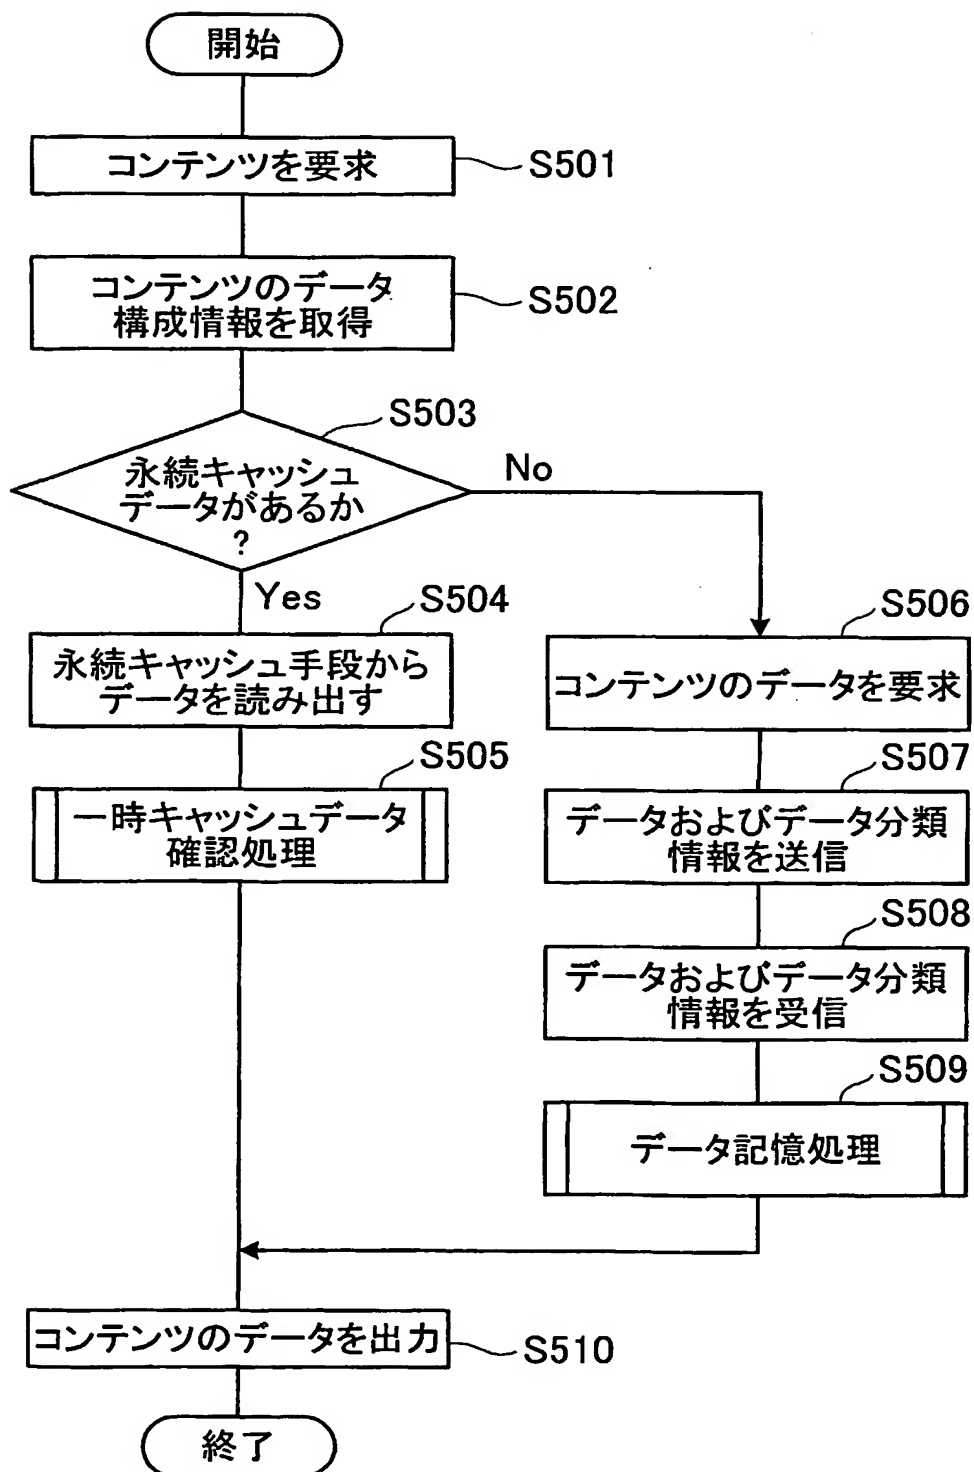 開始
コンテンツを要求
S501
コンテンツのデータ
構成情報を取得
S502
S503
永続キャッシュ
データがあるか
?
No
Yes
S504
永続キャッシュ手段から
データを読み出す
S505
一時キャッシュデータ
確認処理
S506
コンテンツのデータを要求
S507
データおよびデータ分類
情報を送信
S508
データおよびデータ分類
情報を受信
S509
データ記憶処理
コンテンツのデータを出力
S510
終了